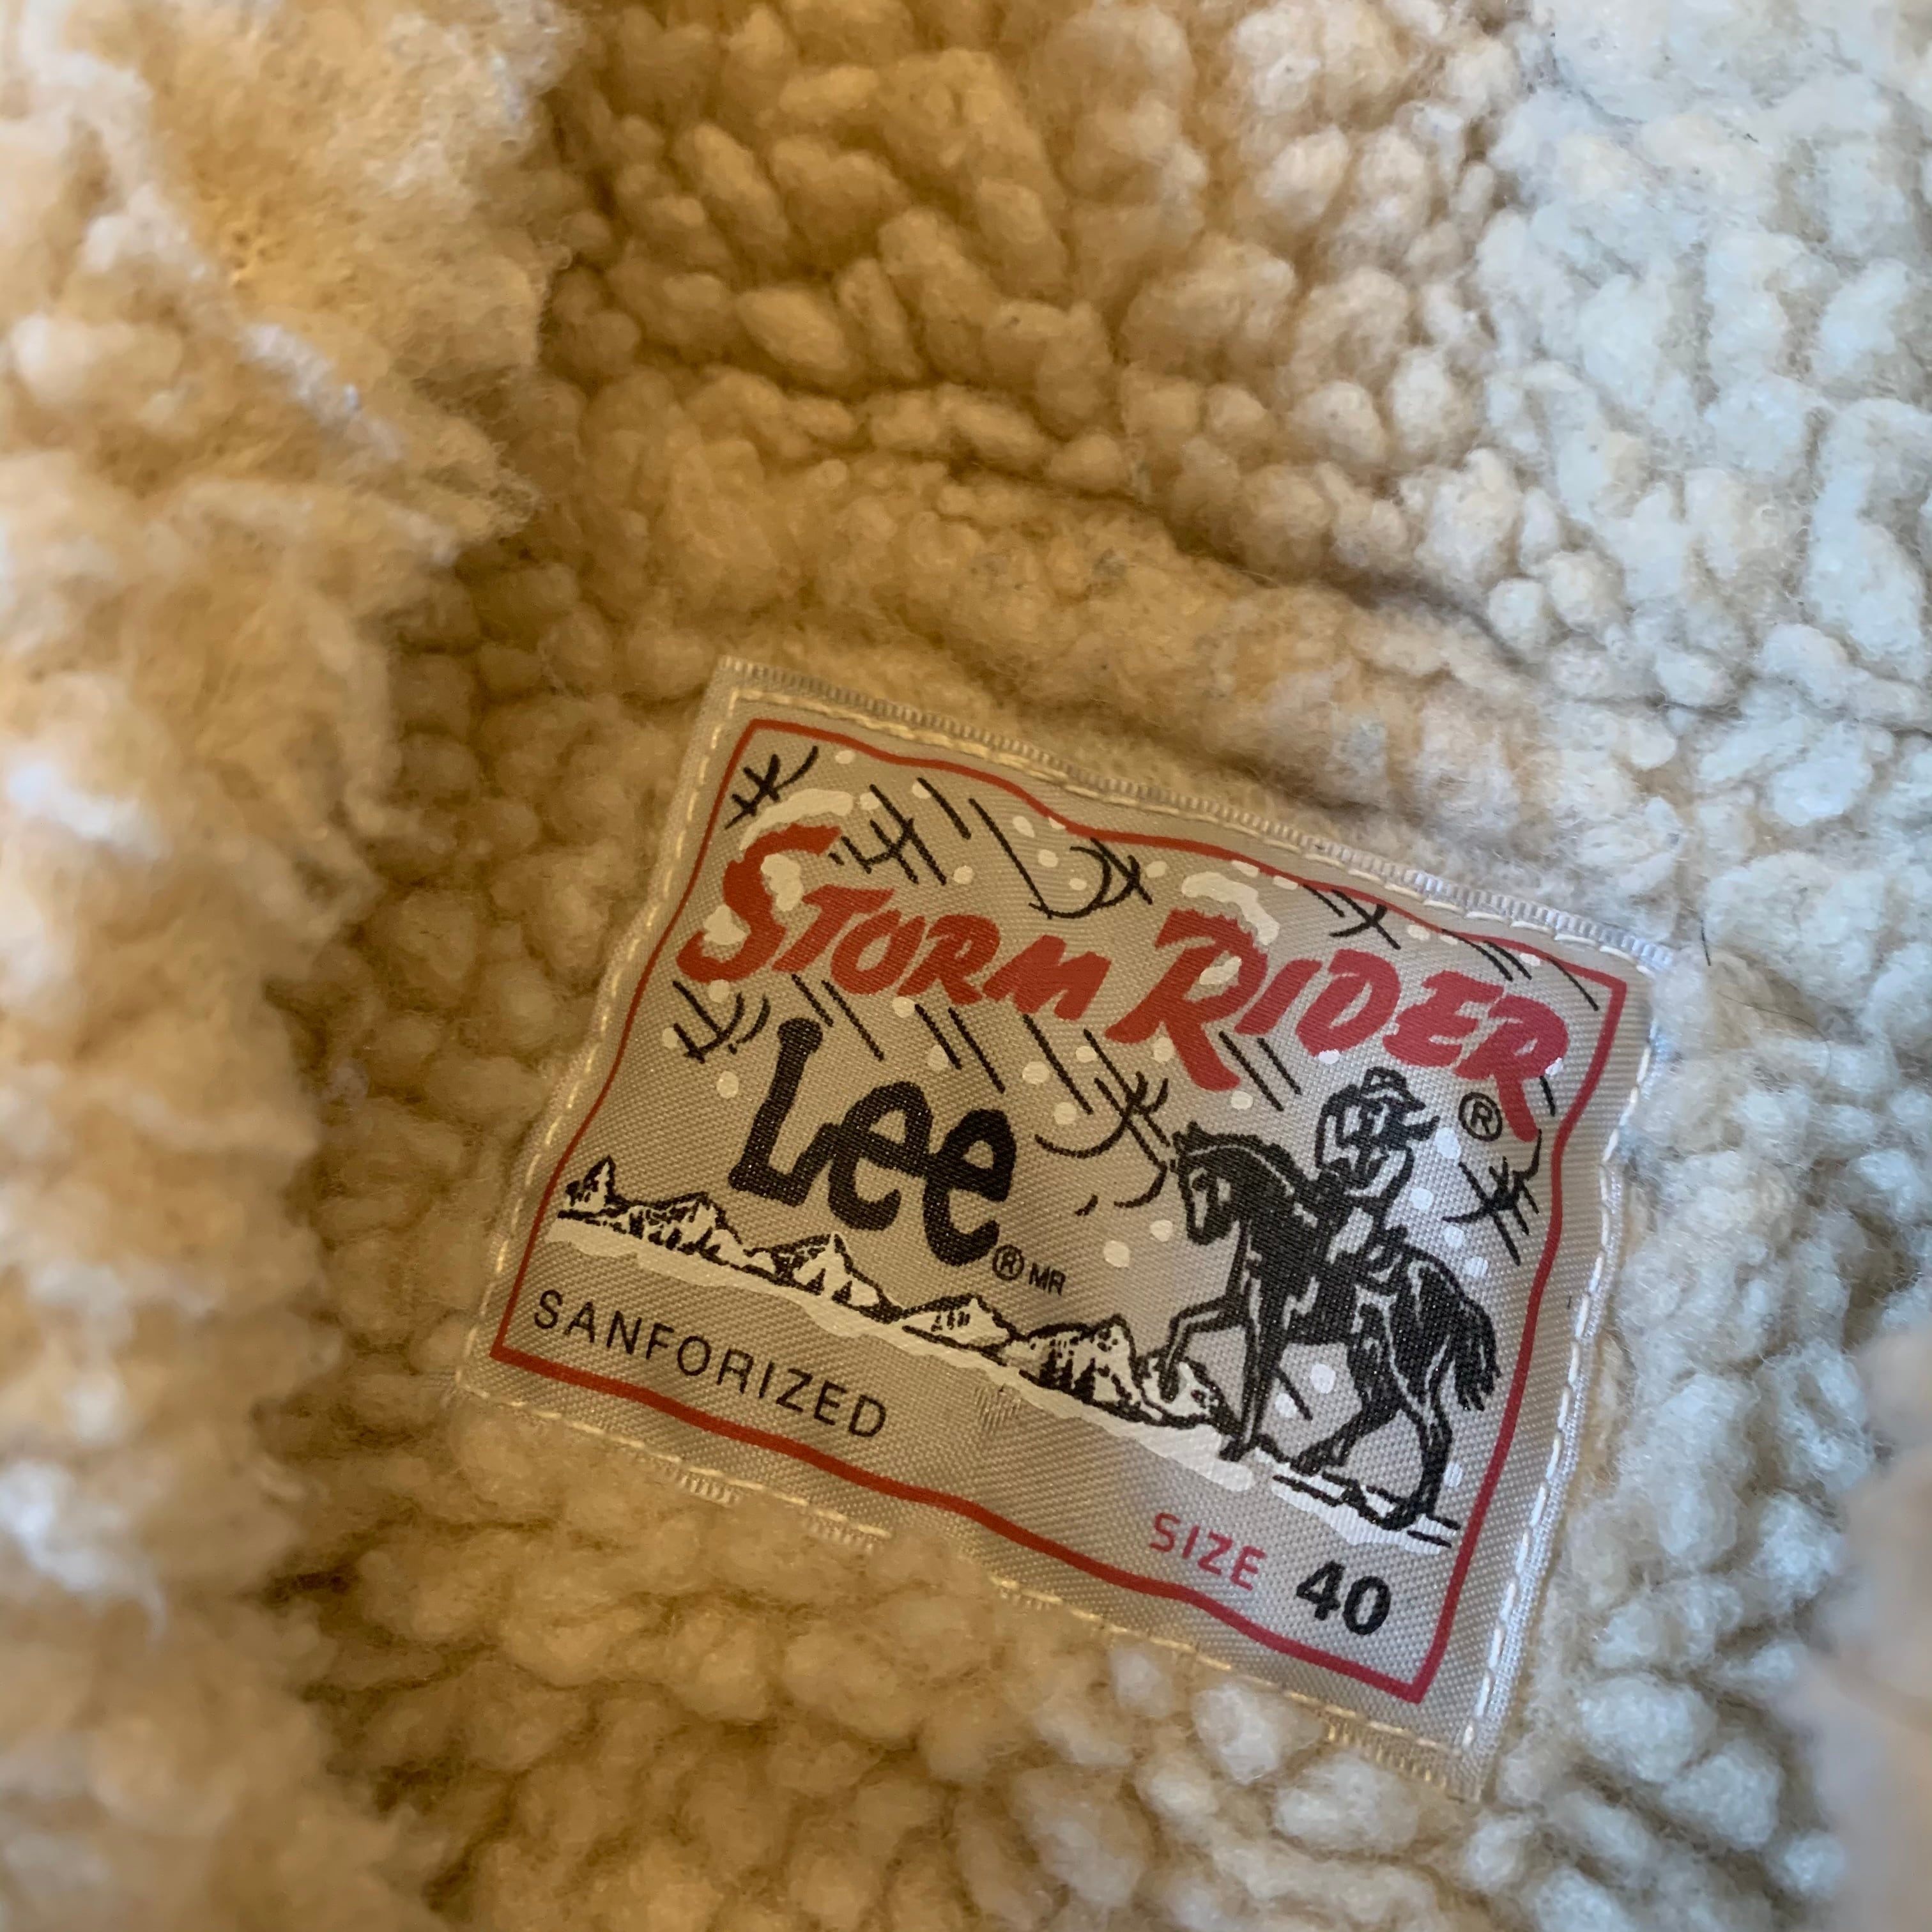 STORM RIDER
®
Lee
® MR
SANFORIZED
SIZE 40